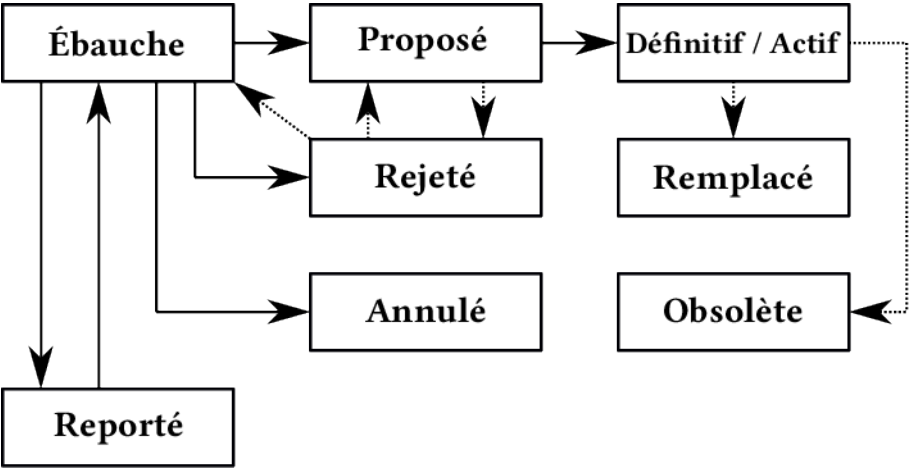 Ébauche
Proposé
Définitif / Actif
Rejeté
Remplacé
Annulé
Obsolète
Reporté